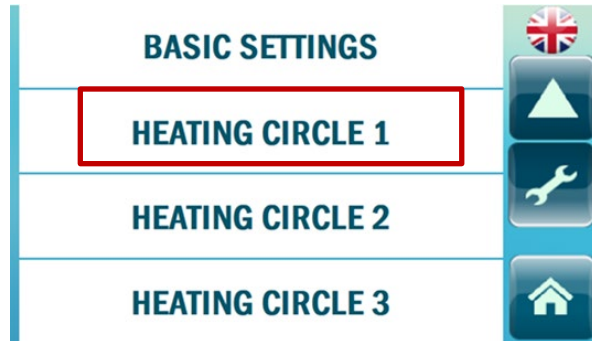 BASIC SETTINGS
HEATING CIRCLE 1
HEATING CIRCLE 2
HEATING CIRCLE 3